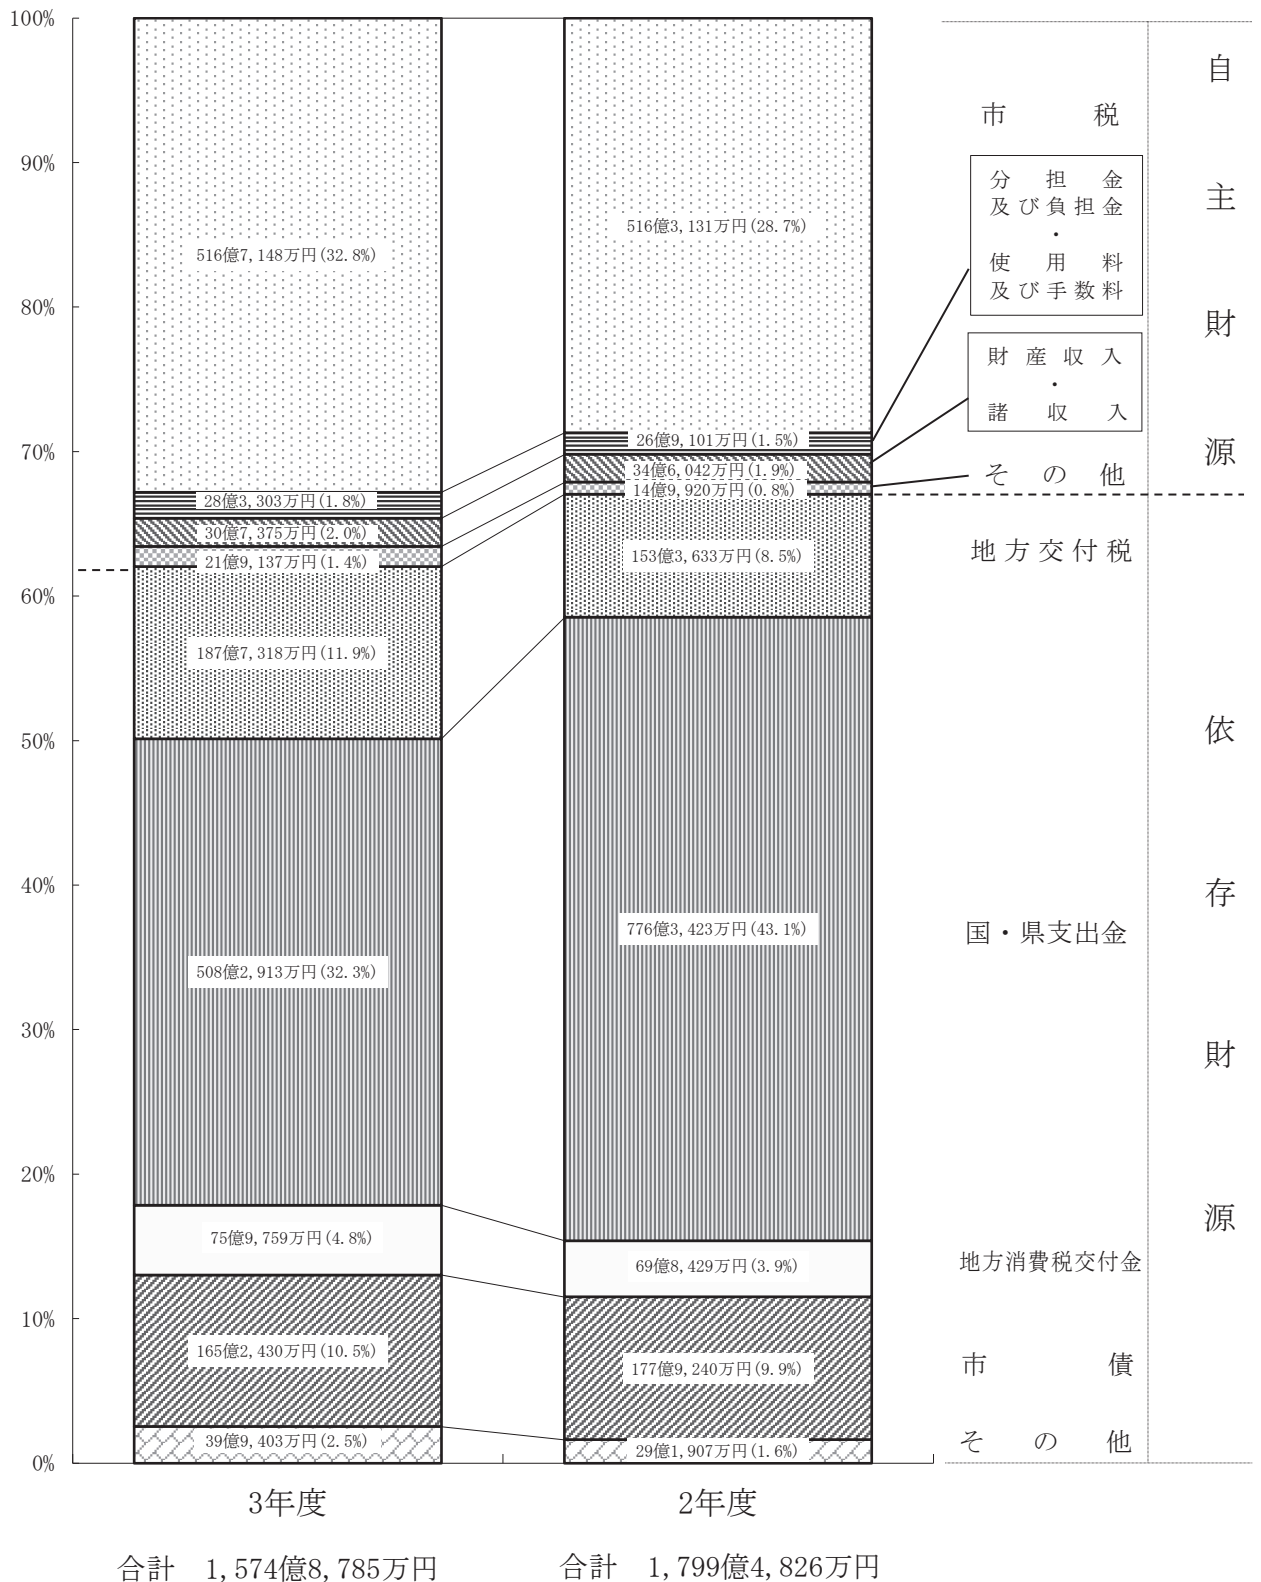 100%
90%
80%
70%
60%
50%
40%
30%
20%
10%
0%
516億7,148万円(32.8%)
28億3,303万円(1.8%)
30億7,375万円(2.0%)
21億9,137万円(1.4%)
187億7,318万円(11.9%)
508億2,913万円(32.3%)
75億9,759万円(4.8%)
165億2,430万円(10.5%)
39億9,403万円(2.5%)
3年度
合計 1,574億8,785万円
516億3,131万円(28.7%)
26億9,101万円(1.5%)
34億6,042万円(1.9%)
14億9,920万円(0.8%)
153億3,633万円(8.5%)
776億3,423万円(43.1%)
69億8,429万円(3.9%)
177億9,240万円(9.9%)
29億1,907万円(1.6%)
2年度
合計 1,799億4,826万円
市税
分担金
及び負担金
・
使用料
及び手数料
財産収入
・
諸収入
その他
地方交付税
国・県支出金
地方消費税交付金
市債
その他
自主財源
依存財源